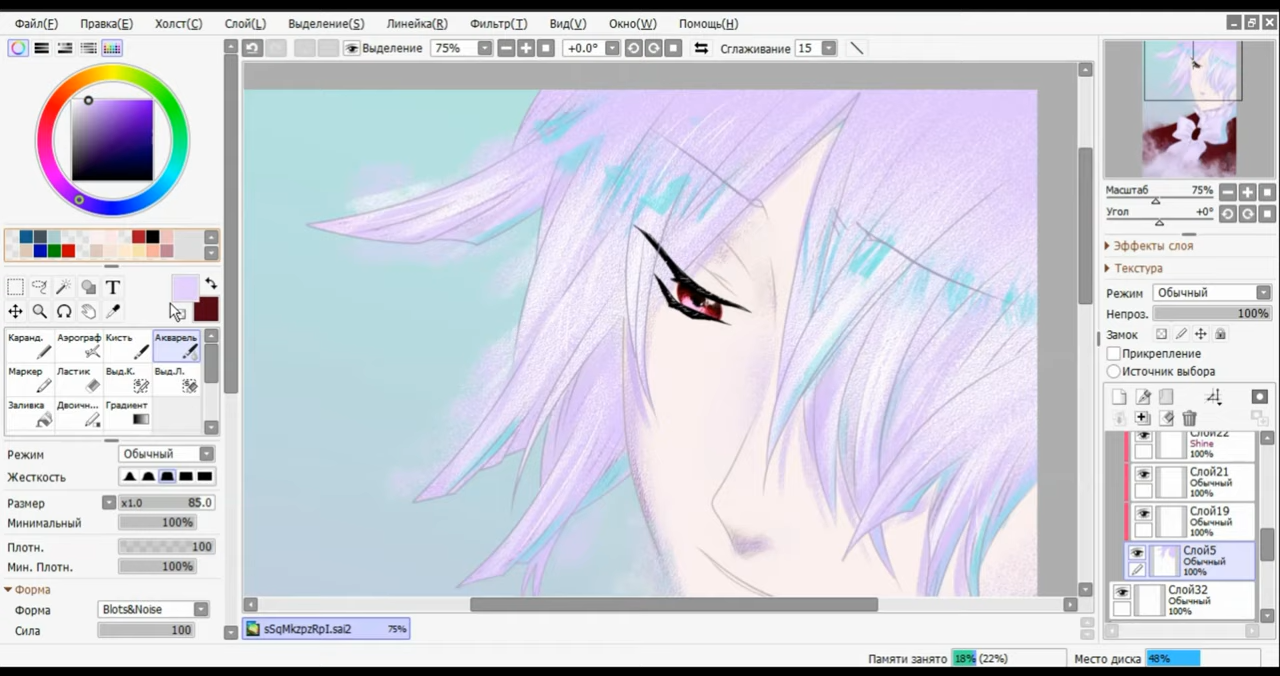 Файл(F) Правка(E) Холст(C) Слой(L) Выделение(S) Линейка(R) Фильтр(T) Вид(V) Окно(W) Помощь(H)
Выделение 75% +0.0° Сглаживание 15
Масштаб 75%
Угол +0°
Эффекты слоя
Текстура
Режим Обычный
Непроз. 100%
Замок
Прикрепление
Источник выбора
T
Каранд. Аэрограф Кисть Акварель
Маркер Ластик Выд.К. Выд.Л.
Заливка Двоичн... Градиент
Режим Обычный
Жесткость
Размер x1.0 85.0
Минимальный 100%
Плотн. 100
Мин. Плотн. 100%
Форма
Форма Blots&Noise
Сила 100
Слой22
Shine
100%
Слой21
Обычный
100%
Слой19
Обычный
100%
Слой5
Обычный
100%
Слой32
Обычный
100%
sSqMkzpzRpI.sai2 75%
Памяти занято 18% (22%) Место диска 48%